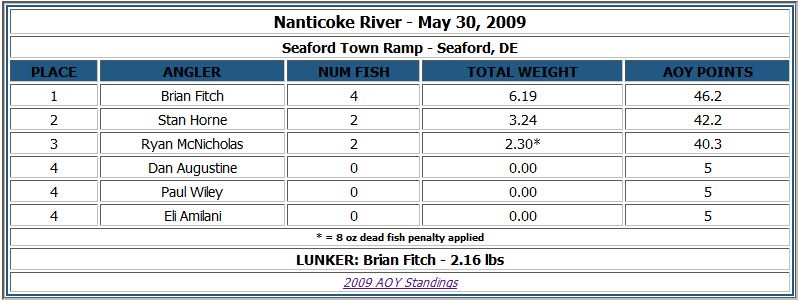 Nanticoke River - May 30, 2009
Seaford Town Ramp - Seaford, DE
PLACE ANGLER NUM FISH TOTAL WEIGHT AOY POINTS
1 Brian Fitch 4 6.19 46.2
2 Stan Horne 2 3.24 42.2
3 Ryan McNicholas 2 2.30* 40.3
4 Dan Augustine 0 0.00 5
4 Paul Wiley 0 0.00 5
4 Eli Amilani 0 0.00 5
* = 8 oz dead fish penalty applied
LUNKER: Brian Fitch - 2.16 lbs
2009 AOY Standings